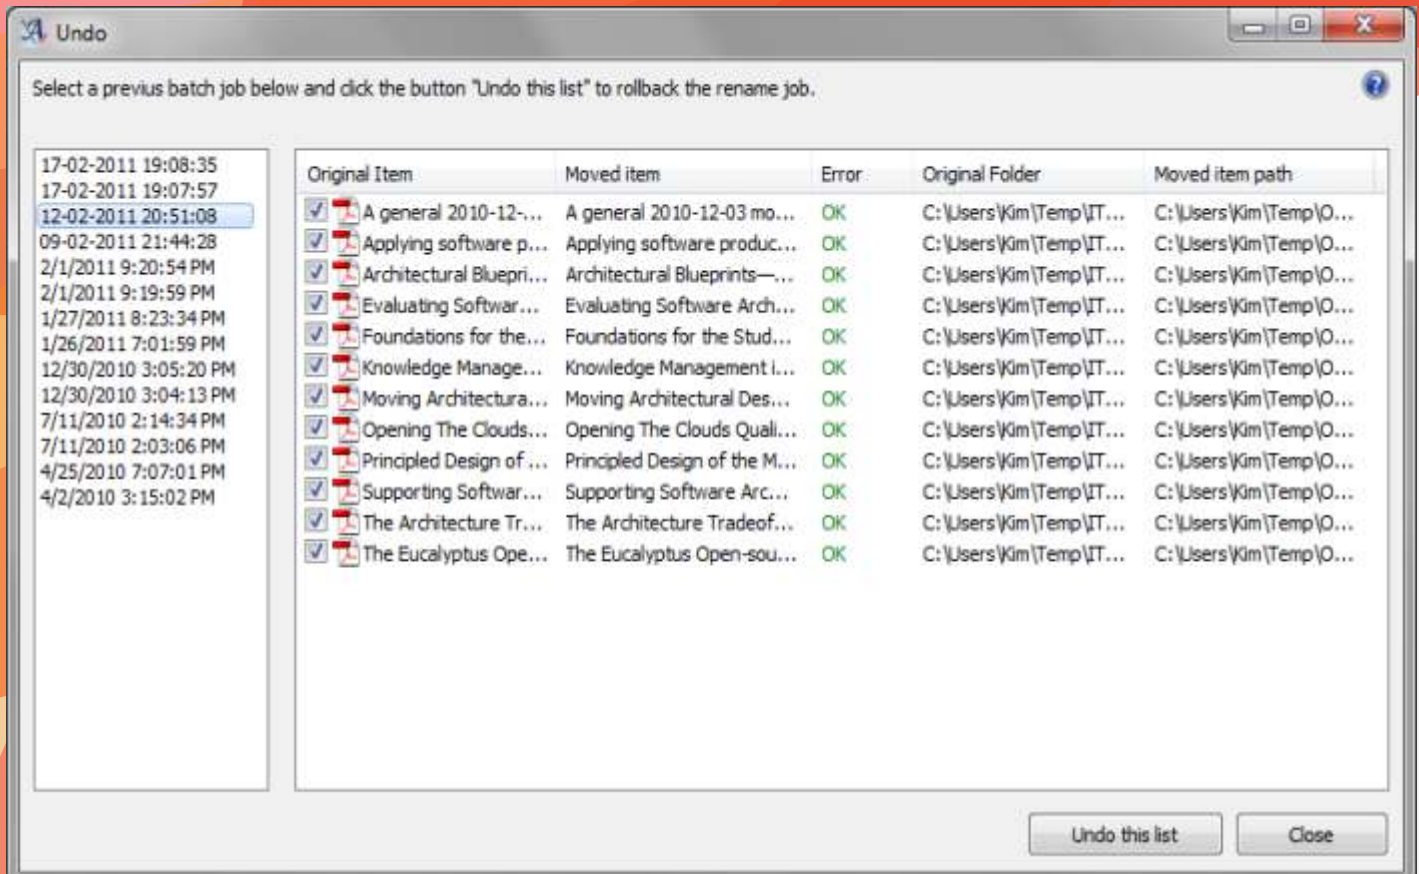 Undo
Select a previus batch job below and click the button "Undo this list" to rollback the rename job.
17-02-2011 19:08:35
17-02-2011 19:07:57
12-02-2011 20:51:08
09-02-2011 21:44:28
2/1/2011 9:20:54 PM
2/1/2011 9:19:59 PM
1/27/2011 8:23:34 PM
1/26/2011 7:01:59 PM
12/30/2010 3:05:20 PM
12/30/2010 3:04:13 PM
7/11/2010 2:14:34 PM
7/11/2010 2:03:06 PM
4/25/2010 7:07:01 PM
4/2/2010 3:15:02 PM
Original Item Moved item Error Original Folder Moved item path
A general 2010-12-... A general 2010-12-03 mo... OK C:\Users\Kim\Temp\IT... C:\Users\Kim\Temp\O...
Applying software p... Applying software produc... OK C:\Users\Kim\Temp\IT... C:\Users\Kim\Temp\O...
Architectural Bluepri... Architectural Blueprints—... OK C:\Users\Kim\Temp\IT... C:\Users\Kim\Temp\O...
Evaluating Softwar... Evaluating Software Arch... OK C:\Users\Kim\Temp\IT... C:\Users\Kim\Temp\O...
Foundations for the... Foundations for the Stud... OK C:\Users\Kim\Temp\IT... C:\Users\Kim\Temp\O...
Knowledge Manage... Knowledge Management i... OK C:\Users\Kim\Temp\IT... C:\Users\Kim\Temp\O...
Moving Architectura... Moving Architectural Des... OK C:\Users\Kim\Temp\IT... C:\Users\Kim\Temp\O...
Opening The Clouds... Opening The Clouds Quali... OK C:\Users\Kim\Temp\IT... C:\Users\Kim\Temp\O...
Principled Design of ... Principled Design of the M... OK C:\Users\Kim\Temp\IT... C:\Users\Kim\Temp\O...
Supporting Softwar... Supporting Software Arc... OK C:\Users\Kim\Temp\IT... C:\Users\Kim\Temp\O...
The Architecture Tr... The Architecture Tradeof... OK C:\Users\Kim\Temp\IT... C:\Users\Kim\Temp\O...
The Eucalyptus Ope... The Eucalyptus Open-sou... OK C:\Users\Kim\Temp\IT... C:\Users\Kim\Temp\O...
Undo this list Close